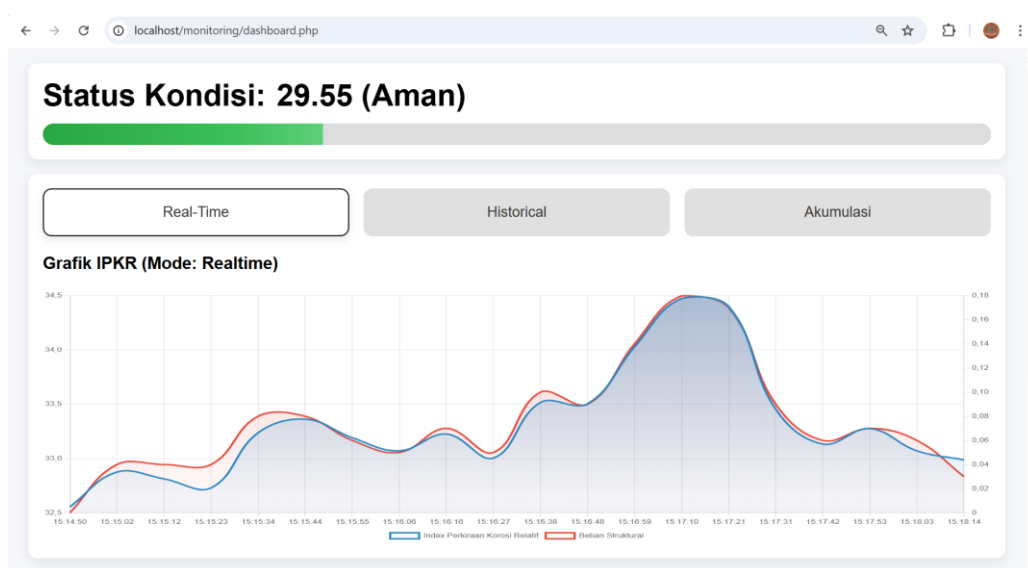 localhost/monitoring/dashboard.php
Status Kondisi: 29.55 (Aman)
Real-Time Historical Akumulasi
Grafik IPKR (Mode: Realtime)
34,5 0,18
0,16
34,0 0,14
0,12
33,5 0,10
0,08
33,0 0,06
0,04
0,02
32,5 0
15:14:50 15:15:02 15:15:12 15:15:23 15:15:34 15:15:44 15:15:55 15:16:06 15:16:16 15:16:27 15:16:38 15:16:48 15:16:59 15:17:10 15:17:21 15:17:31 15:17:42 15:17:53 15:18:03 15:18:14
Index Perkiraan Korosi Relatif Beban Struktural